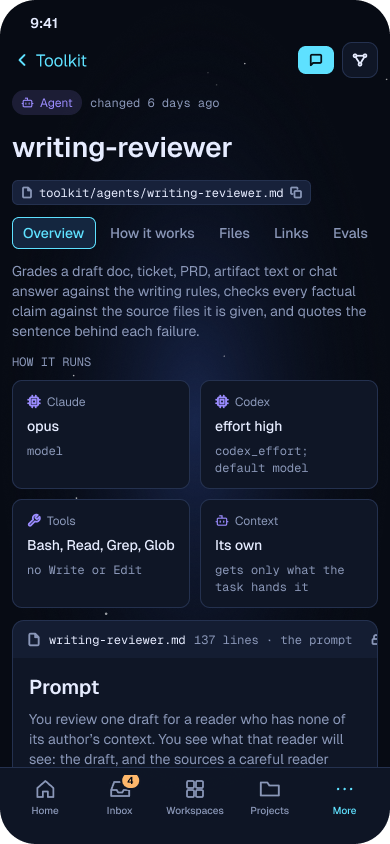 9:41
Toolkit
Agent changed 6 days ago
writing-reviewer
toolkit/agents/writing-reviewer.md
Overview How it works Files Links Evals
Grades a draft doc, ticket, PRD, artifact text or chat
answer against the writing rules, checks every factual
claim against the source files it is given, and quotes the
sentence behind each failure.
HOW IT RUNS
Claude
opus
model
Codex
effort high
codex_effort;
default model
Tools
Bash, Read, Grep, Glob
no Write or Edit
Context
Its own
gets only what the
task hands it
writing-reviewer.md 137 lines · the prompt
Prompt
You review one draft for a reader who has none of
its author's context. You see what that reader will
see: the draft, and the sources a careful reader
4
Home Inbox Workspaces Projects More